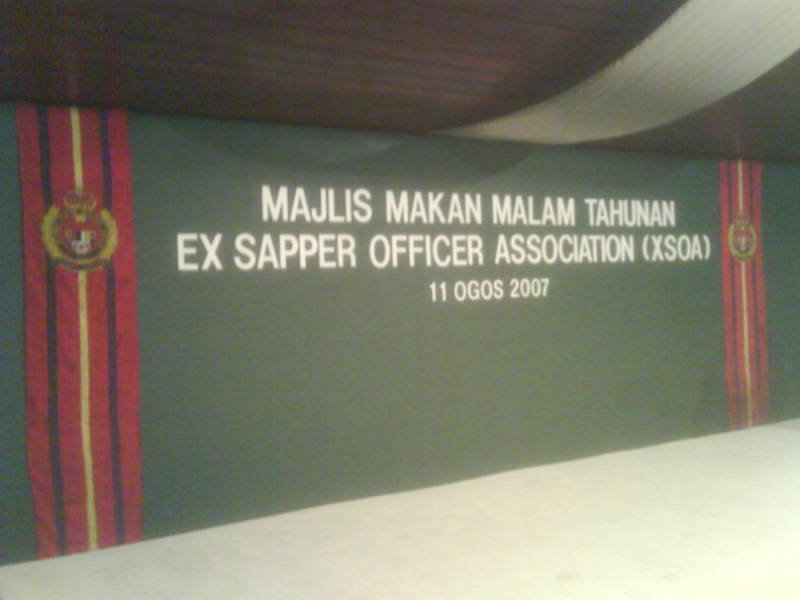 MAJLIS MAKAN MALAM TAHUNAN
EX SAPPER OFFICER ASSOCIATION (XSOA)
11 OGOS 2007